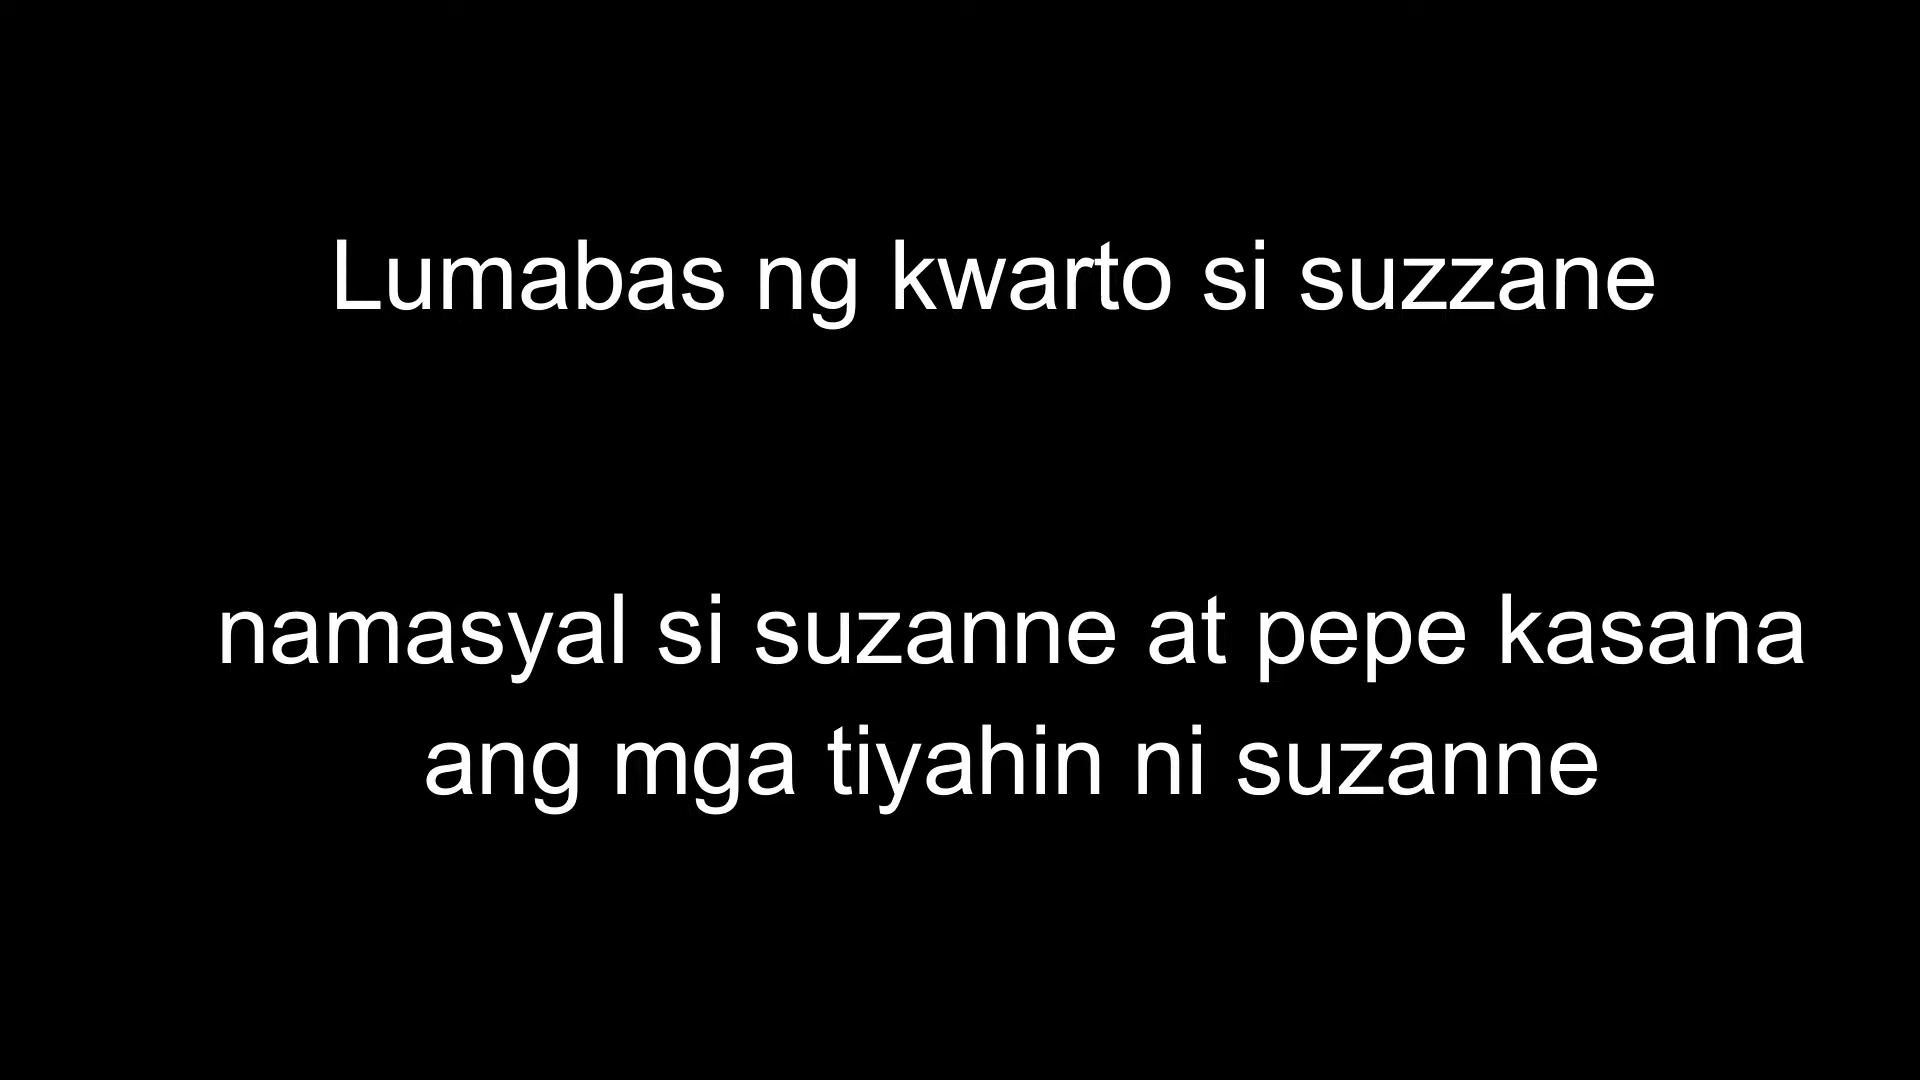 Lumabas ng kwarto si suzzane
namasyal si suzanne at pepe kasana
ang mga tiyahin ni suzanne